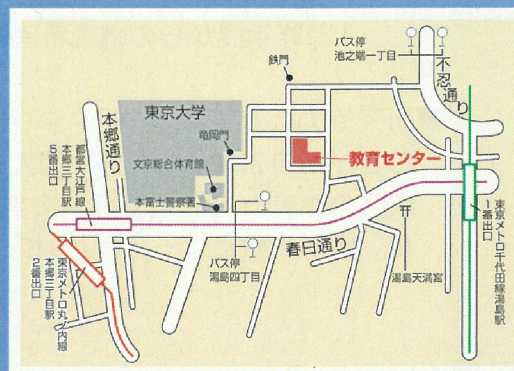 バス停
池之端一丁目
不忍通り
鉄門
東京大学
本郷通り
竜岡門
都営大江戸線
本郷三丁目駅
5番出口
文京総合体育館
教育センター
本富士警察署
東京メトロ千代田線湯島駅
1番出口
春日通り
バス停
湯島四丁目
湯島天満宮
東京メトロ丸ノ内線
本郷三丁目駅
2番出口